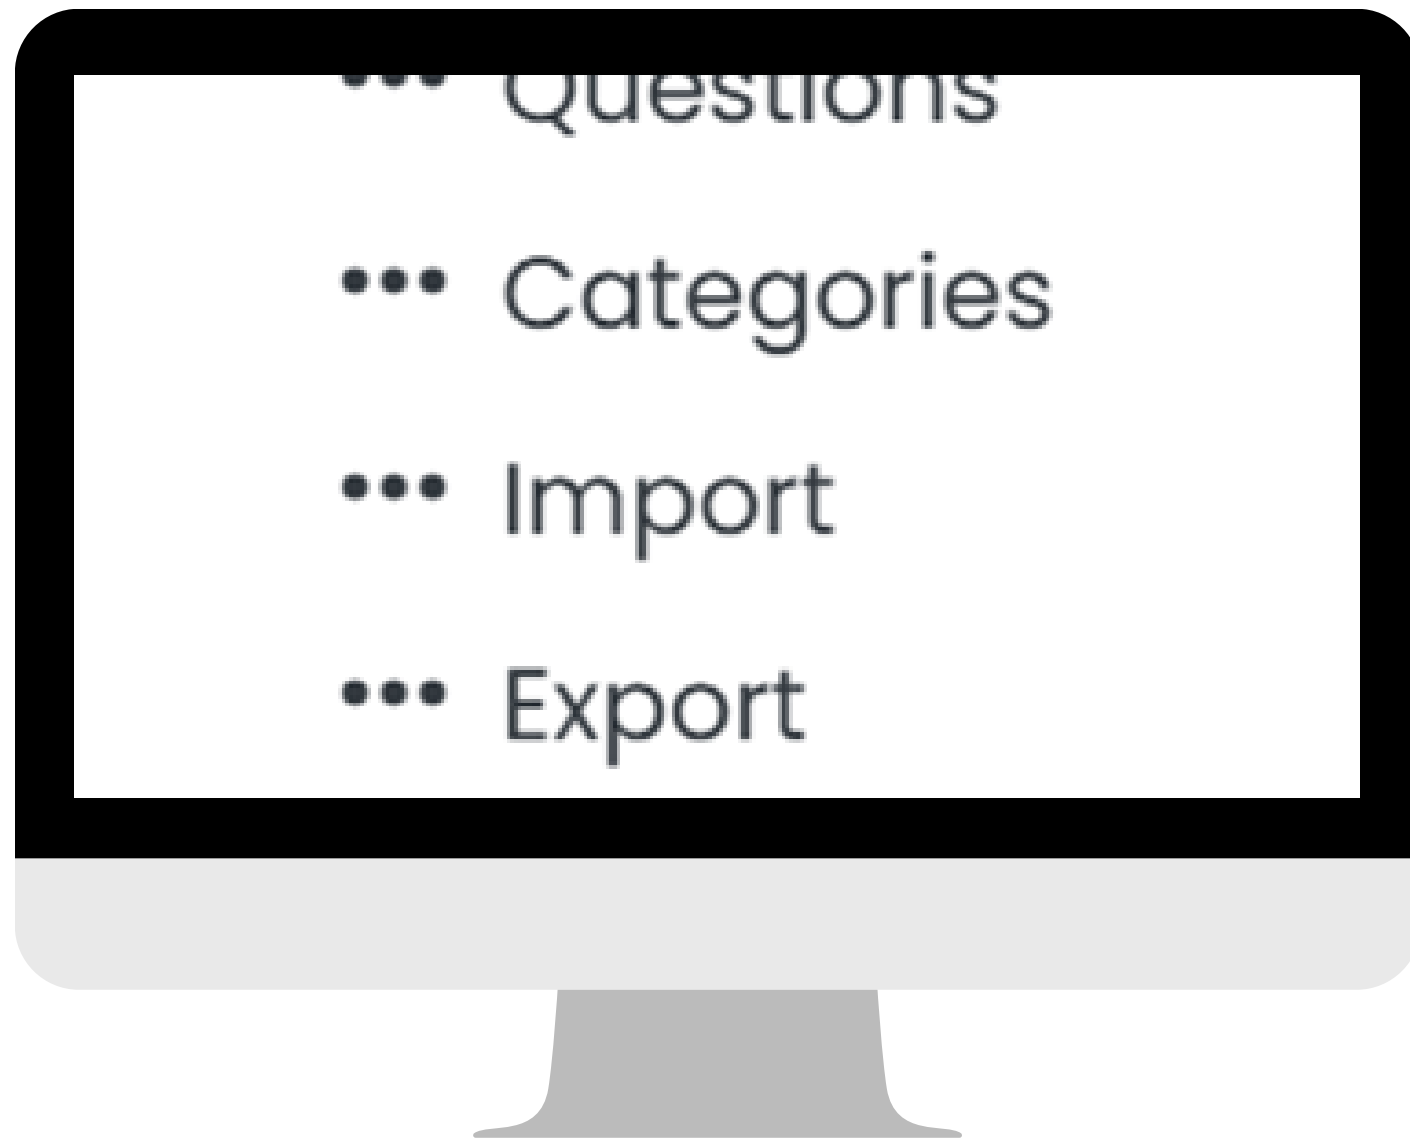 ••• Questions
••• Categories
••• Import
••• Export